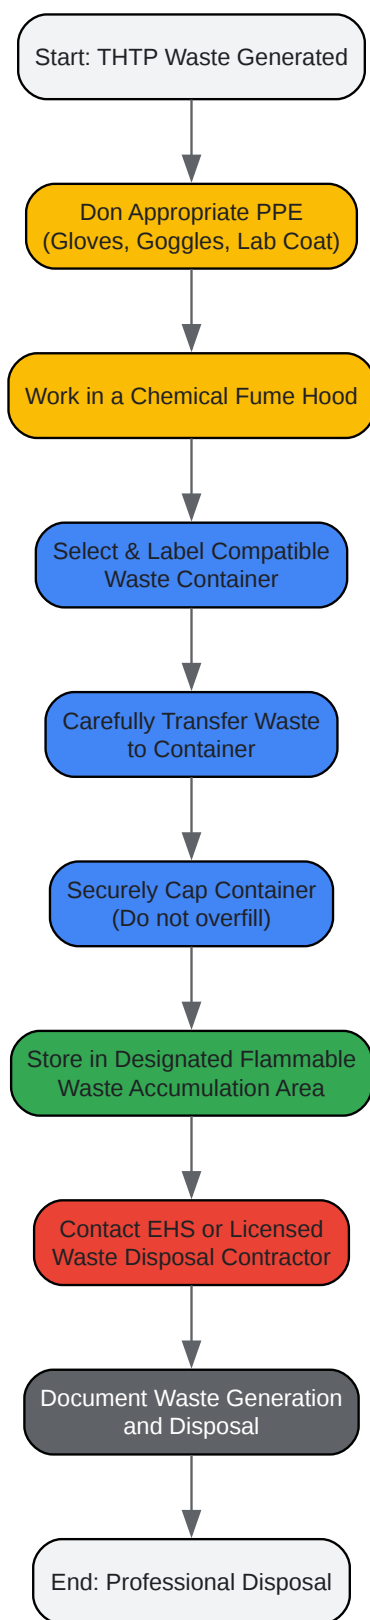 Start: THTP Waste Generated
Don Appropriate PPE
(Gloves, Goggles, Lab Coat)
Work in a Chemical Fume Hood
Select & Label Compatible
Waste Container
Carefully Transfer Waste
to Container
Securely Cap Container
(Do not overfill)
Store in Designated Flammable
Waste Accumulation Area
Contact EHS or Licensed
Waste Disposal Contractor
Document Waste Generation
and Disposal
End: Professional Disposal